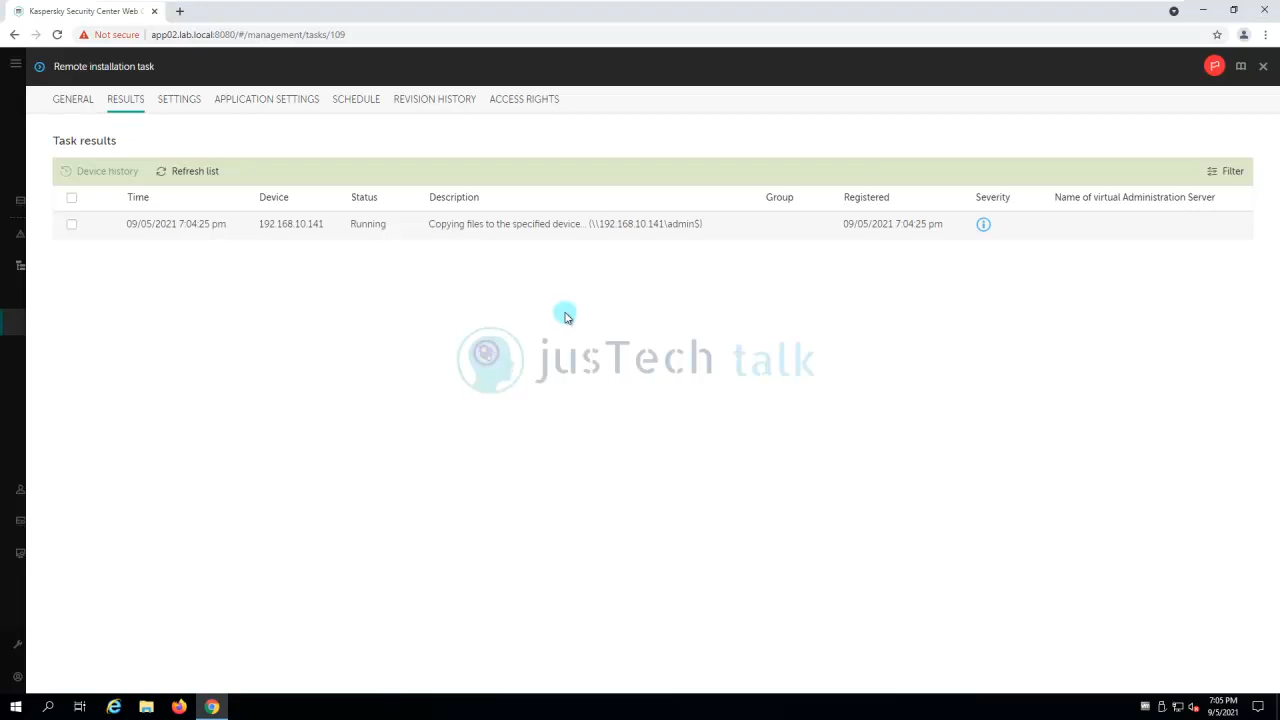 Kaspersky Security Center Web C
Not secure
app02.lab.local:8080/#/management/tasks/109
Remote installation task
GENERAL RESULTS SETTINGS APPLICATION SETTINGS SCHEDULE REVISION HISTORY ACCESS RIGHTS
Task results
Device history Refresh list Filter
Time Device Status Description Group Registered Severity Name of virtual Administration Server
09/05/2021 7:04:25 pm 192.168.10.141 Running Copying files to the specified device... (\\192.168.10.141\admin$) 09/05/2021 7:04:25 pm
jusTech talk
7:05 PM
9/5/2021